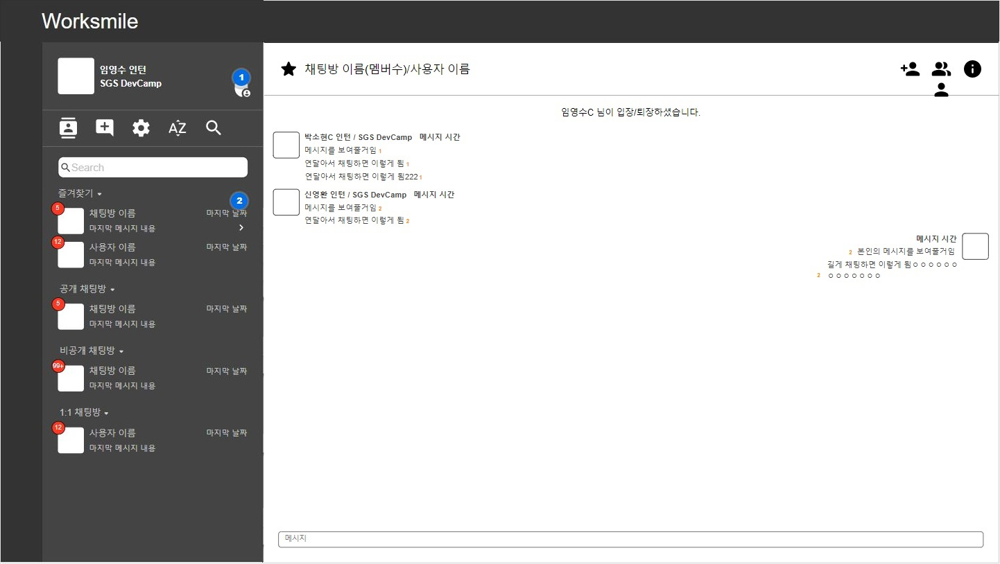 Worksmile
임영수 인턴
SGS DevCamp
1
Search
즐겨찾기
2
5
채팅방 이름
마지막 날짜
마지막 메시지 내용
12
사용자 이름
마지막 날짜
마지막 메시지 내용
공개 채팅방
5
채팅방 이름
마지막 날짜
마지막 메시지 내용
비공개 채팅방
99+
채팅방 이름
마지막 날짜
마지막 메시지 내용
1:1 채팅방
12
사용자 이름
마지막 날짜
마지막 메시지 내용
채팅방 이름(멤버수)/사용자 이름
임영수C 님이 입장/퇴장하셨습니다.
박소현C 인턴 / SGS DevCamp 메시지 시간
메시지를 보여줄거임 1
연달아서 채팅하면 이렇게 됨 1
연달아서 채팅하면 이렇게 됨222 1
신영환 인턴 / SGS DevCamp 메시지 시간
메시지를 보여줄거임 2
연달아서 채팅하면 이렇게 됨 2
메시지 시간
2 본인의 메시지를 보여줄거임
길게 채팅하면 이렇게 됨ㅇㅇㅇㅇㅇㅇ
2 ㅇㅇㅇㅇㅇㅇㅇ
메시지